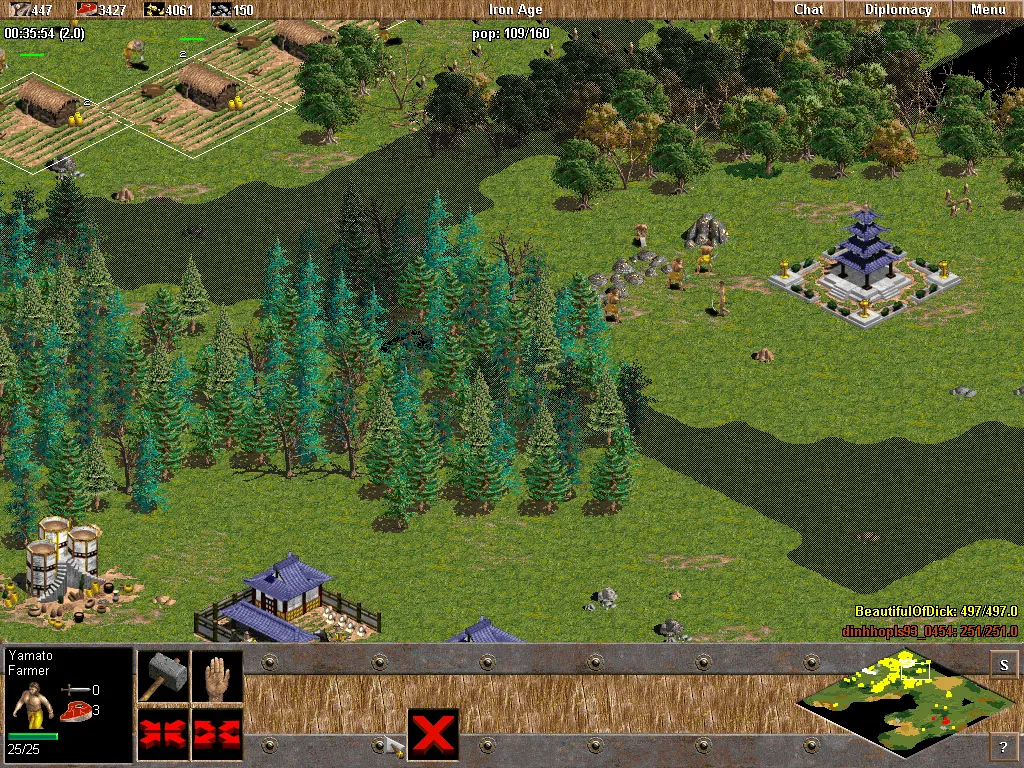 447 3427 4061 150 Iron Age Chat Diplomacy Menu
00:35:54 (2.0) pop: 109/160
BeautifulOfDick: 497/497.0
dinhhopls93_0454: 251/251.0
Yamato
Farmer
0
3
25/25
S
?